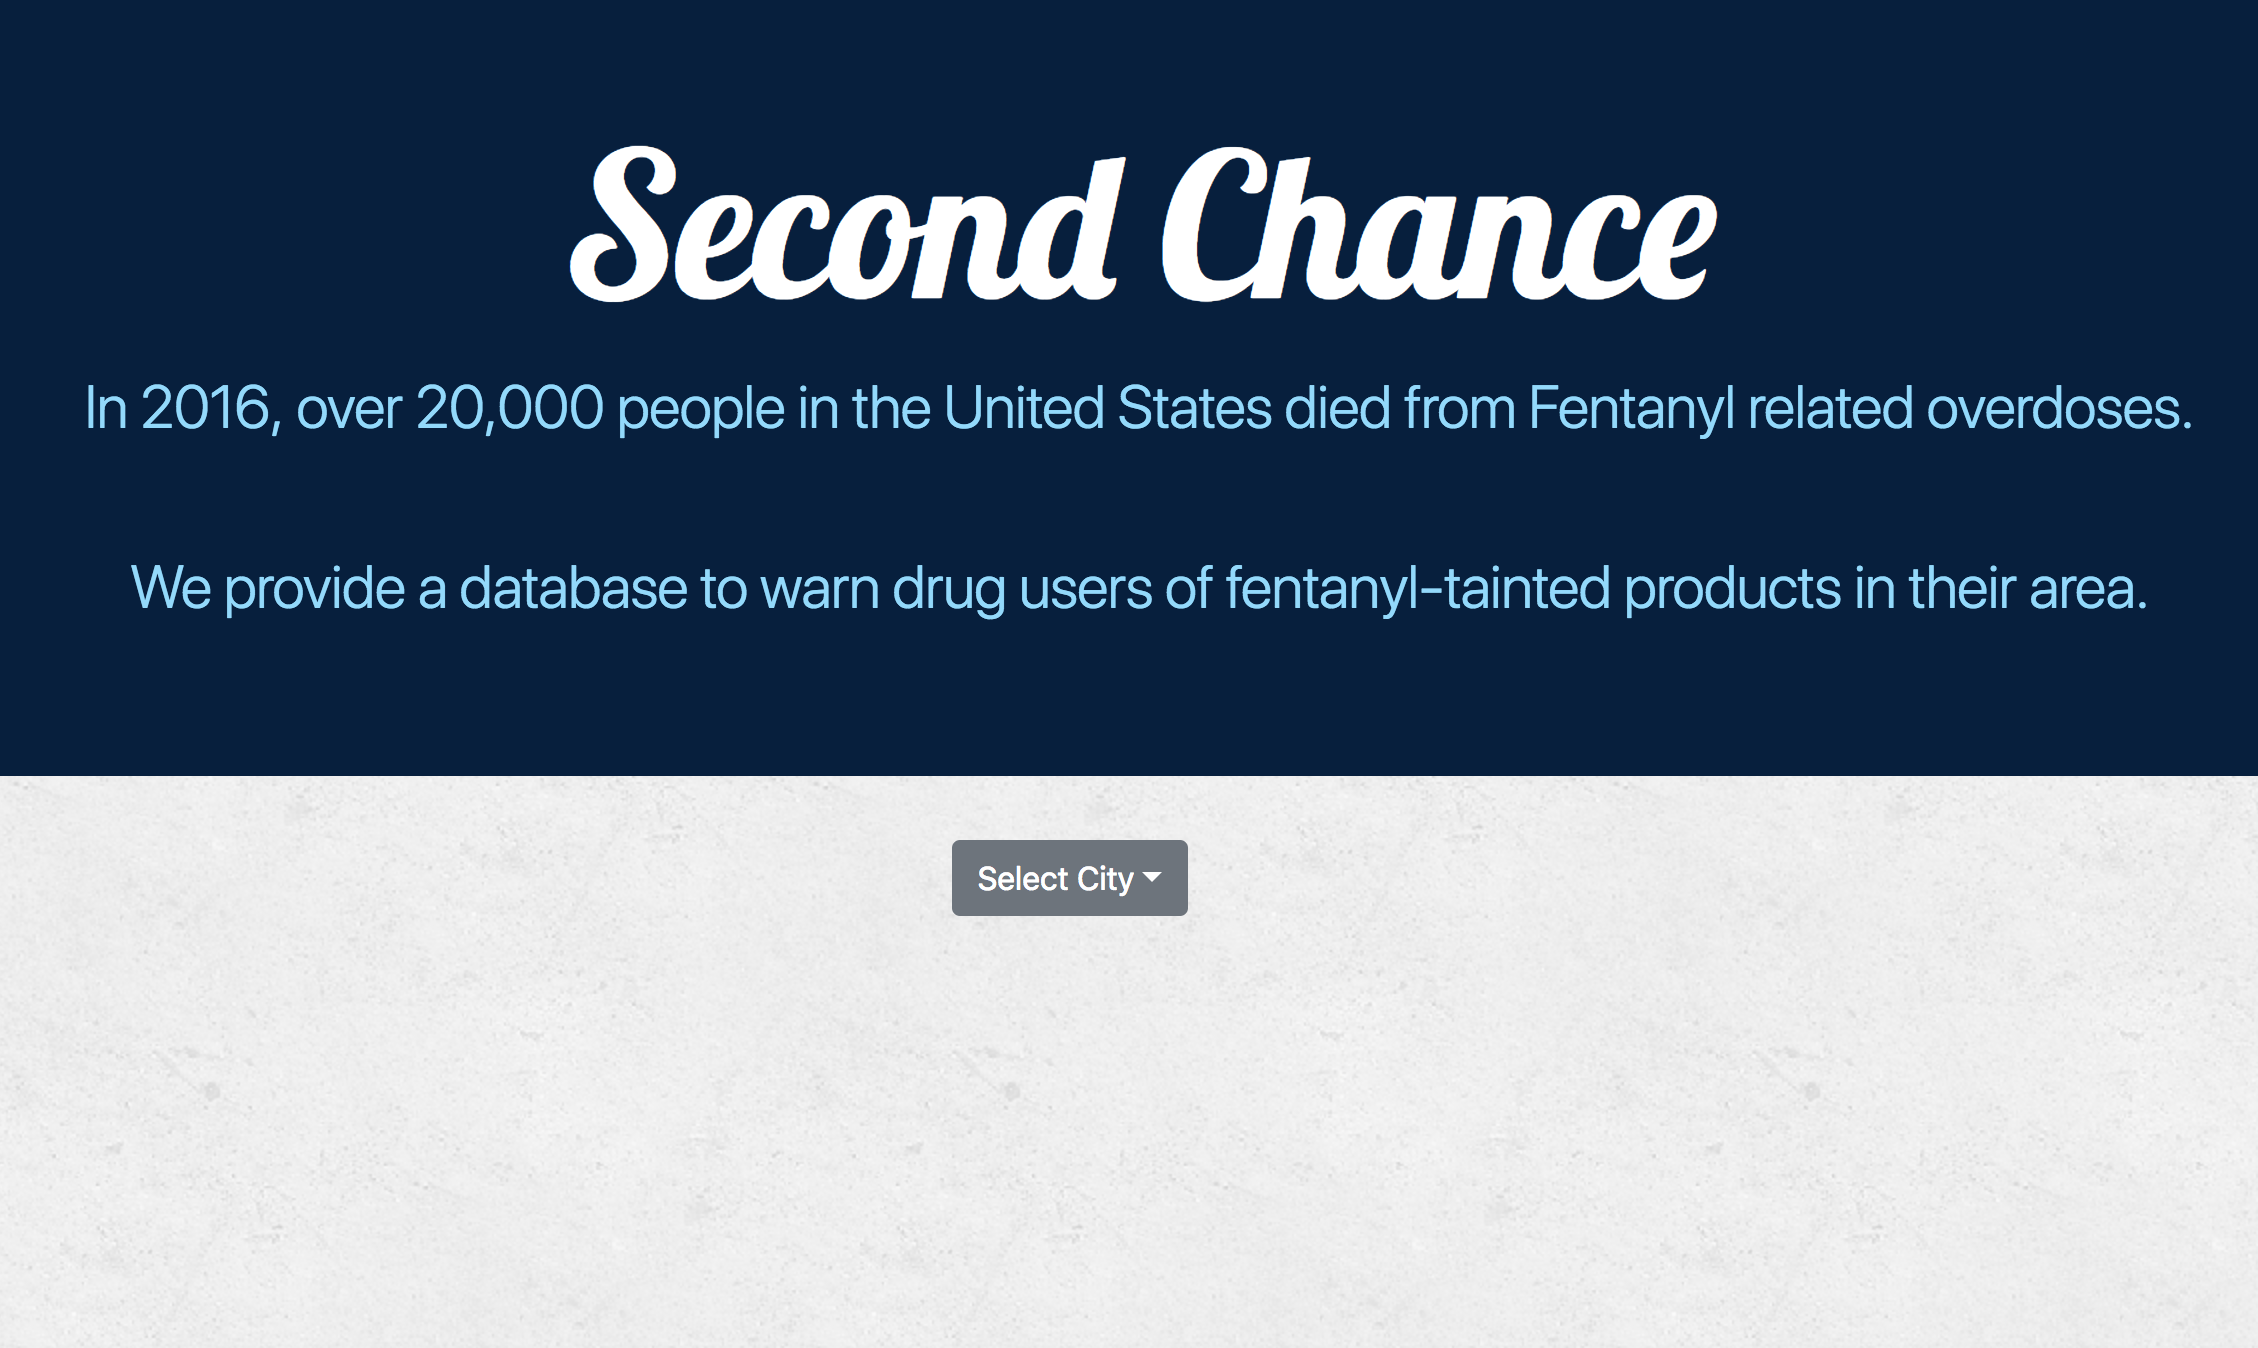 Second Chance
In 2016, over 20,000 people in the United States died from Fentanyl related overdoses.
We provide a database to warn drug users of fentanyl-tainted products in their area.
Select City